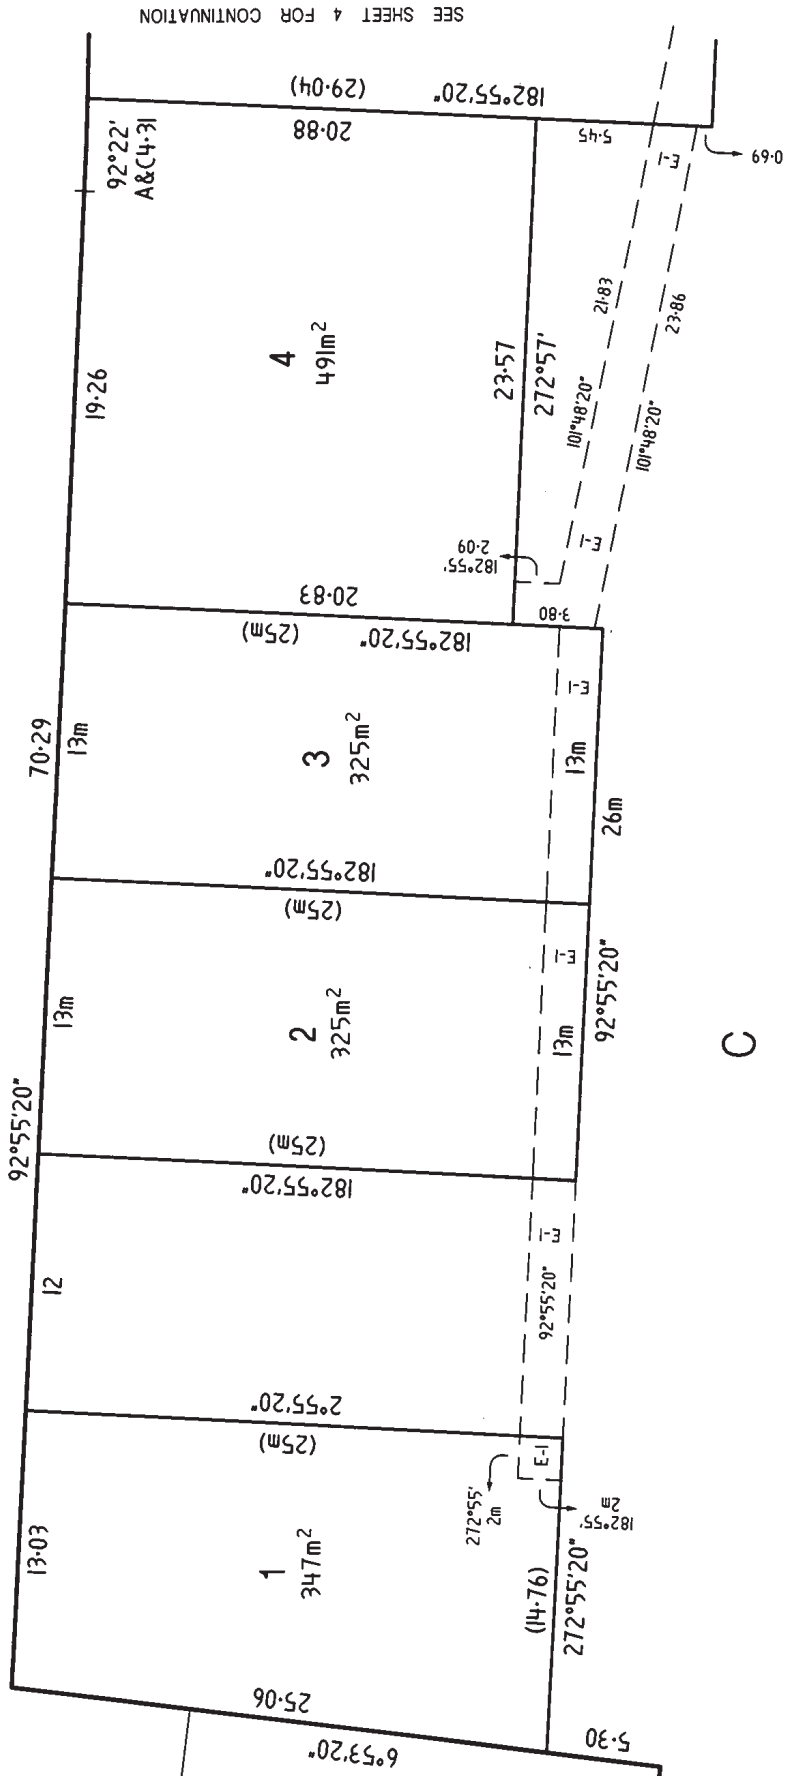 SEE SHEET 4 FOR CONTINUATION
182°55'20"
(29·04)
92°22'
A&C4·31
20·88
5·45
E-1
0·69
19·26
4
491m²
23·57
272°57'
21·83
101°48'20"
23·86
101°48'20"
182°55'
2·09
E-1
20·83
3·80
(25m)
182°55'20"
70·29
13m
3
325m²
E-1
13m
26m
182°55'20"
(25m)
13m
2
325m²
E-1
13m
92°55'20"
C
92°55'20"
(25m)
182°55'20"
12
E-1
92°55'20"
2°55'20"
(25m)
E-1
272°55'
2m
182°55'
2m
13·03
1
347m²
(14·76)
272°55'20"
25·06
6°53'20"
5·30